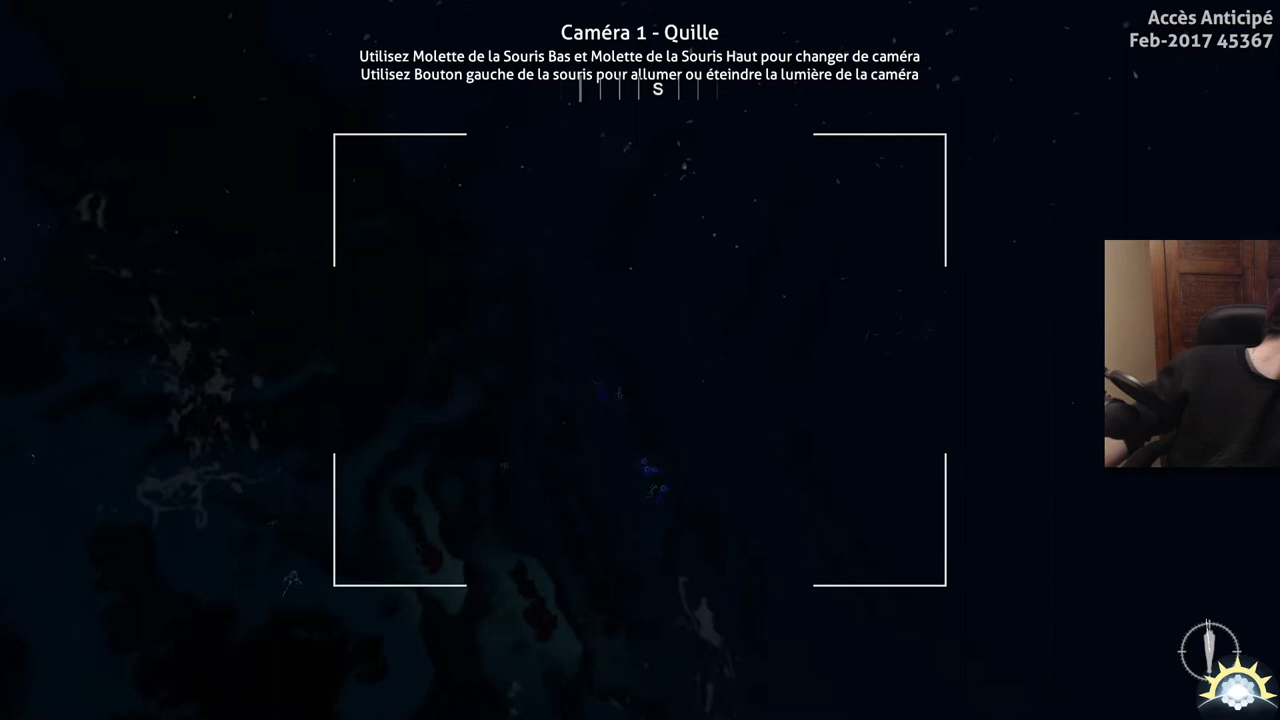 Accès Anticipé
Feb-2017 45367
Caméra 1 - Quille
Utilisez Molette de la Souris Bas et Molette de la Souris Haut pour changer de caméra
Utilisez Bouton gauche de la souris pour allumer ou éteindre la lumière de la caméra
S